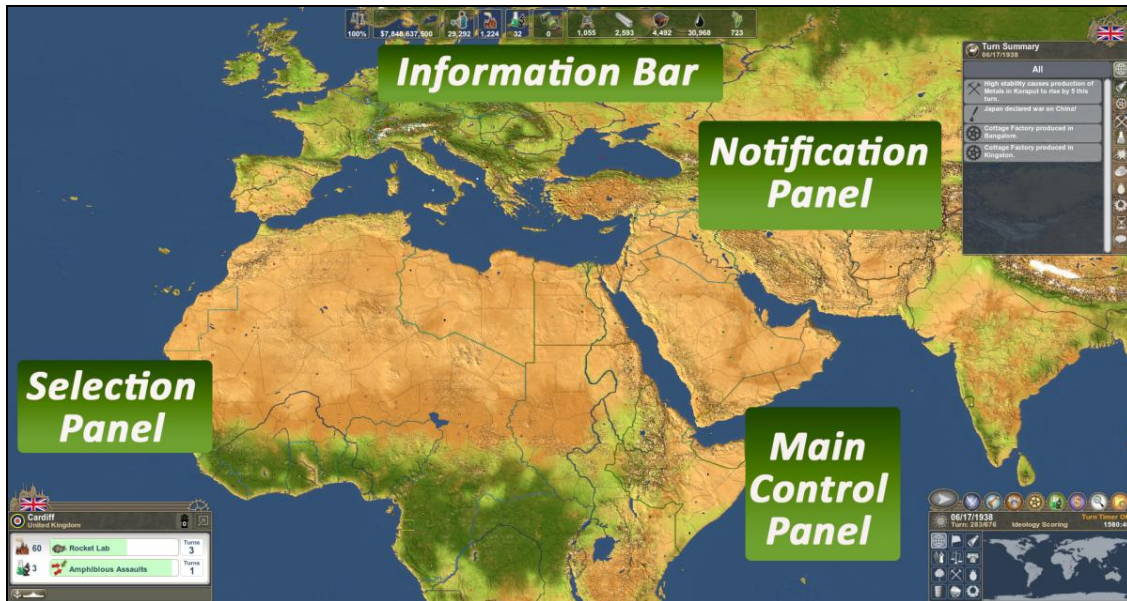 100%
$7,848,637,500
29,292
1,224
32
0
1,055
2,593
4,492
30,968
723
Information Bar
Turn Summary
06/17/1938
All
High stability causes production of
Metals in Koraput to rise by 5 this
turn.
Japan declared war on China!
Cottage Factory produced in
Bangalore.
Cottage Factory produced in
Kingston.
Notification
Panel
Selection
Panel
Main
Control
Panel
Cardiff
United Kingdom
0
60
Rocket Lab
Turns
3
3
Amphibious Assaults
Turns
1
06/17/1938
Turn Timer
Turn: 283/676
Ideology Scoring